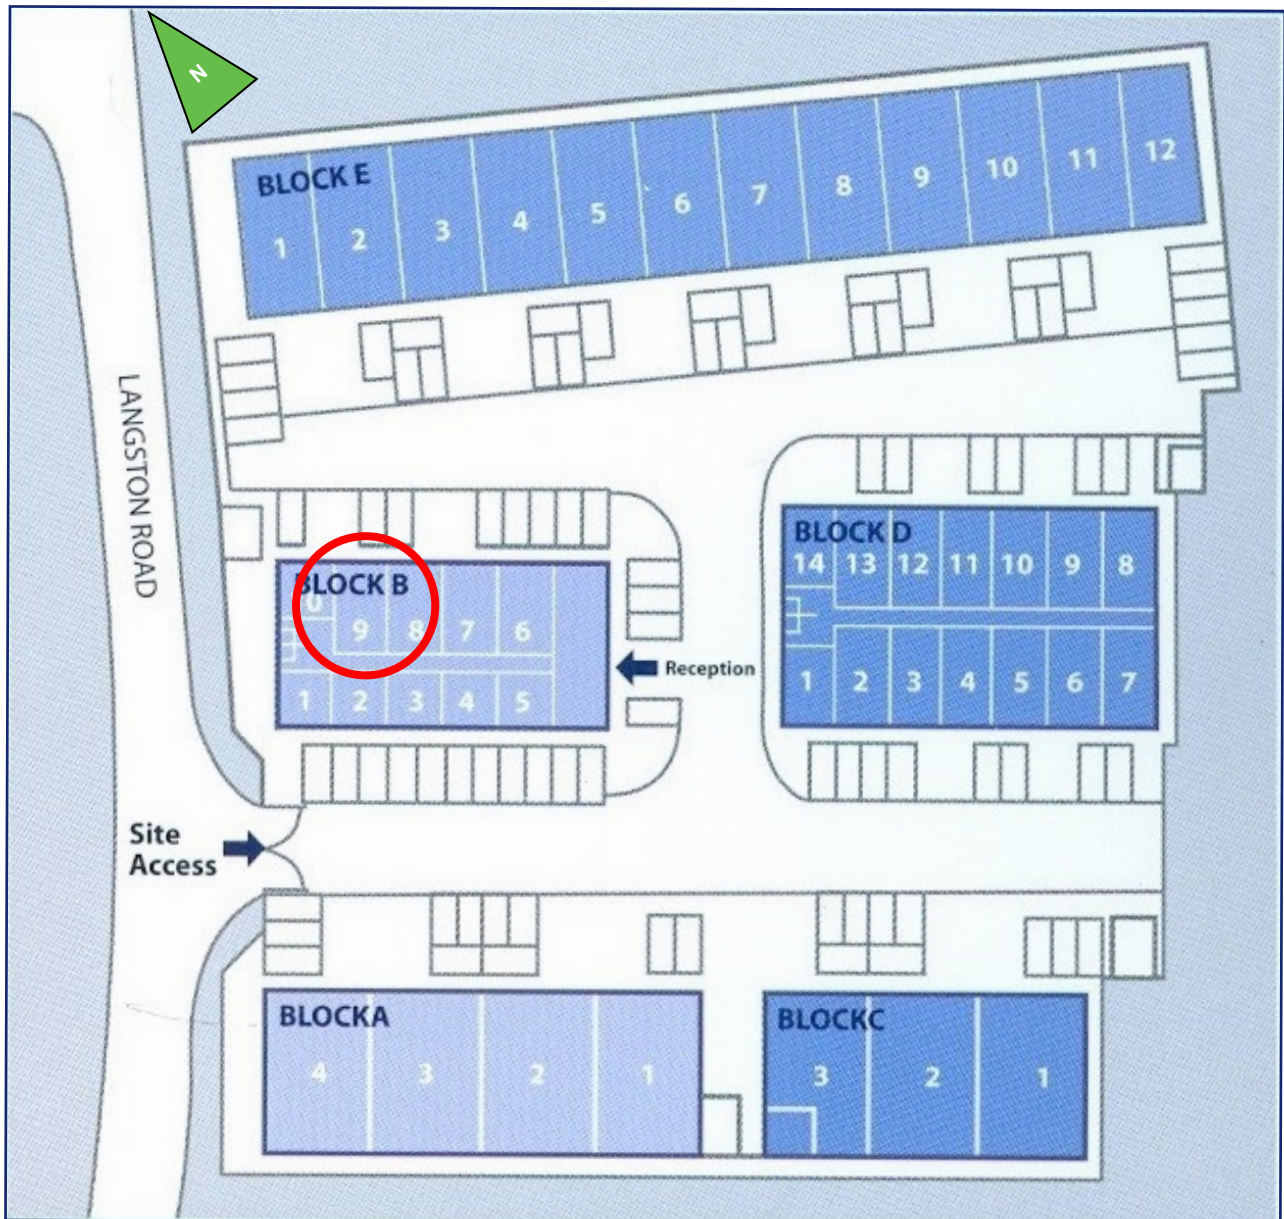 N
BLOCK E
1 2 3 4 5 6 7 8 9 10 11 12
LANGSTON ROAD
BLOCK B
0 9 8 7 6
1 2 3 4 5
Reception
BLOCK D
14 13 12 11 10 9 8
1 2 3 4 5 6 7
Site
Access
BLOCKA
4 3 2 1
BLOCKC
3 2 1